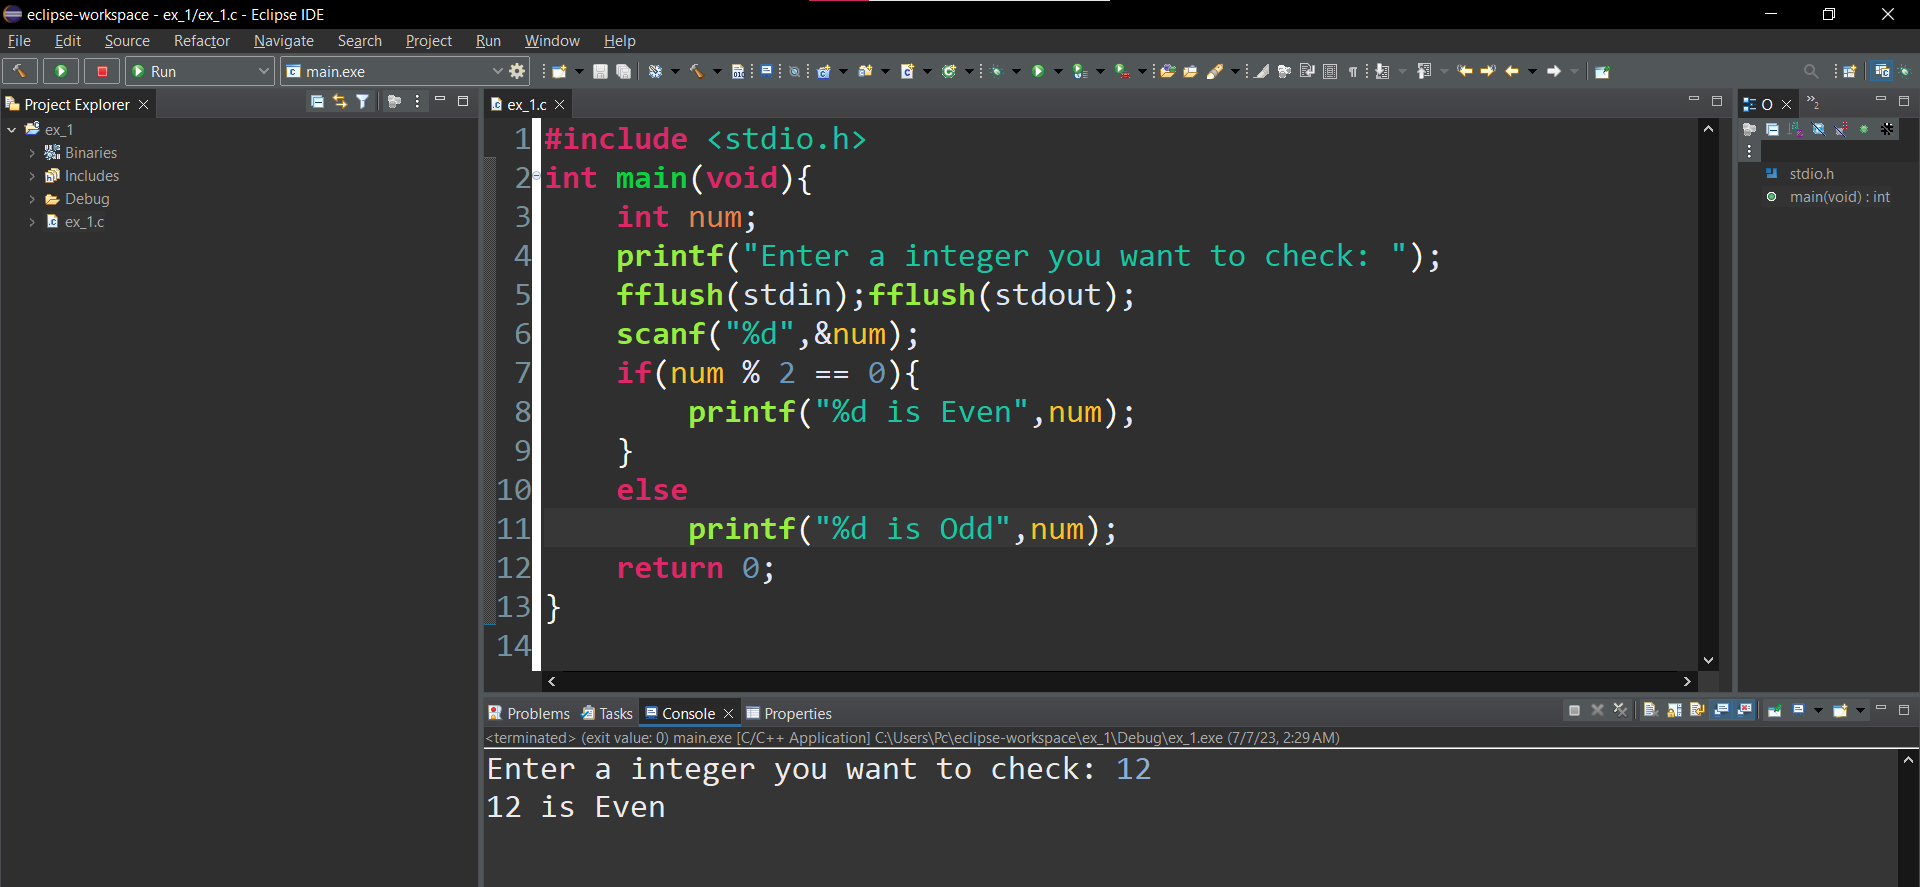 eclipse-workspace - ex_1/ex_1.c - Eclipse IDE
File Edit Source Refactor Navigate Search Project Run Window Help
Run main.exe
Project Explorer
ex_1
Binaries
Includes
Debug
ex_1.c
ex_1.c
1 #include <stdio.h>
2 int main(void){
3 int num;
4 printf("Enter a integer you want to check: ");
5 fflush(stdin);fflush(stdout);
6 scanf("%d",&num);
7 if(num % 2 == 0){
8 printf("%d is Even",num);
9 }
10 else
11 printf("%d is Odd",num);
12 return 0;
13 }
14
O »2
stdio.h
main(void) : int
Problems Tasks Console Properties
<terminated> (exit value: 0) main.exe [C/C++ Application] C:\Users\Pc\eclipse-workspace\ex_1\Debug\ex_1.exe (7/7/23, 2:29 AM)
Enter a integer you want to check: 12
12 is Even